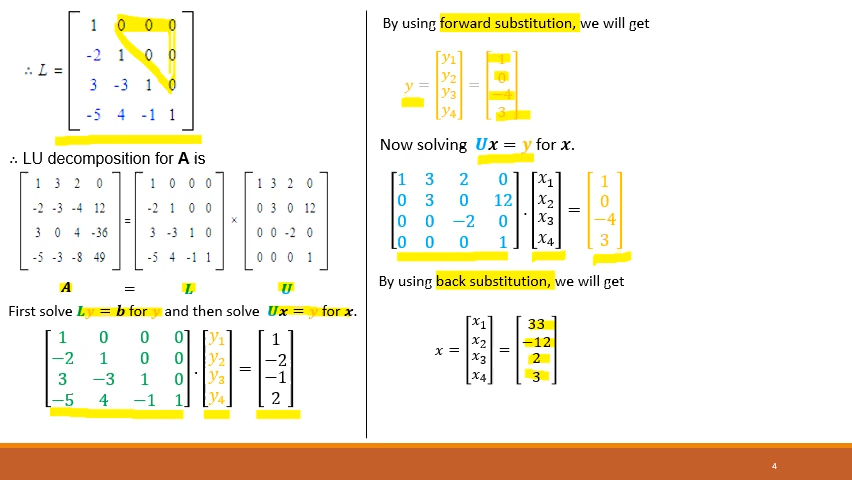 ∴ L = [ 1 0 0 0
-2 1 0 0
3 -3 1 0
-5 4 -1 1 ]
∴ LU decomposition for A is
[ 1 3 2 0 ] = [ 1 0 0 0 ] × [ 1 3 2 0 ]
[ -2 -3 -4 12 ] [ -2 1 0 0 ] [ 0 3 0 12 ]
[ 3 0 4 -36 ] [ 3 -3 1 0 ] [ 0 0 -2 0 ]
[ -5 -3 -8 49 ] [ -5 4 -1 1 ] [ 0 0 0 1 ]
A = L U
First solve Ly = b for y and then solve Ux = y for x.
[ 1 0 0 0 ] . [ y1 ] = [ 1 ]
[ −2 1 0 0 ] [ y2 ] [ −2 ]
[ 3 −3 1 0 ] [ y3 ] [ −1 ]
[ −5 4 −1 1 ] [ y4 ] [ 2 ]
By using forward substitution, we will get
y = [ y1 ] = [ 1 ]
[ y2 ] [ 0 ]
[ y3 ] [ −4 ]
[ y4 ] [ 3 ]
Now solving Ux = y for x.
[ 1 3 2 0 ] . [ x1 ] = [ 1 ]
[ 0 3 0 12 ] [ x2 ] [ 0 ]
[ 0 0 −2 0 ] [ x3 ] [ −4 ]
[ 0 0 0 1 ] [ x4 ] [ 3 ]
By using back substitution, we will get
x = [ x1 ] = [ 33 ]
[ x2 ] [ −12 ]
[ x3 ] [ 2 ]
[ x4 ] [ 3 ]
4